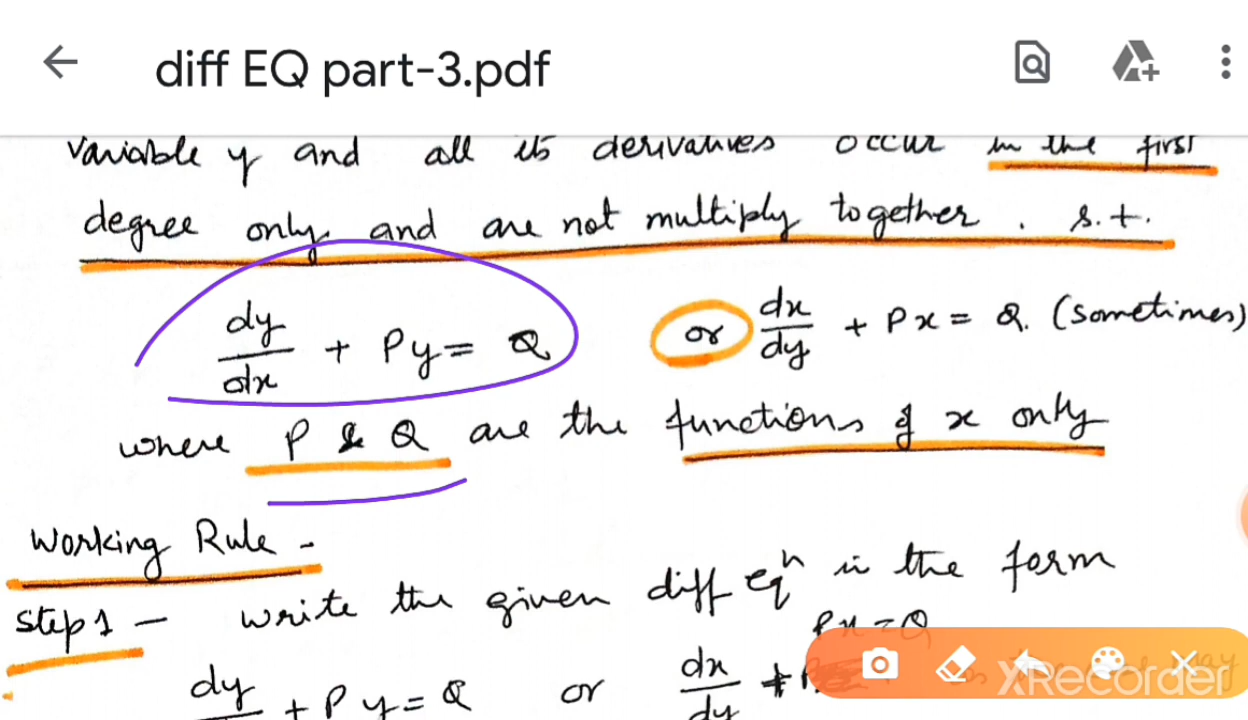 diff EQ part-3.pdf
variable y and all its derivatives occur in the first
degree only and are not multiply together . s.t.
dy/dx + Py = Q or dx/dy + Px = Q. (sometimes)
where P & Q are the functions of x only
Working Rule -
Step 1 - write the given diff eqⁿ in the form
Px = Q
dy/dx + Py = Q or dx/dy +
may
XRecorder